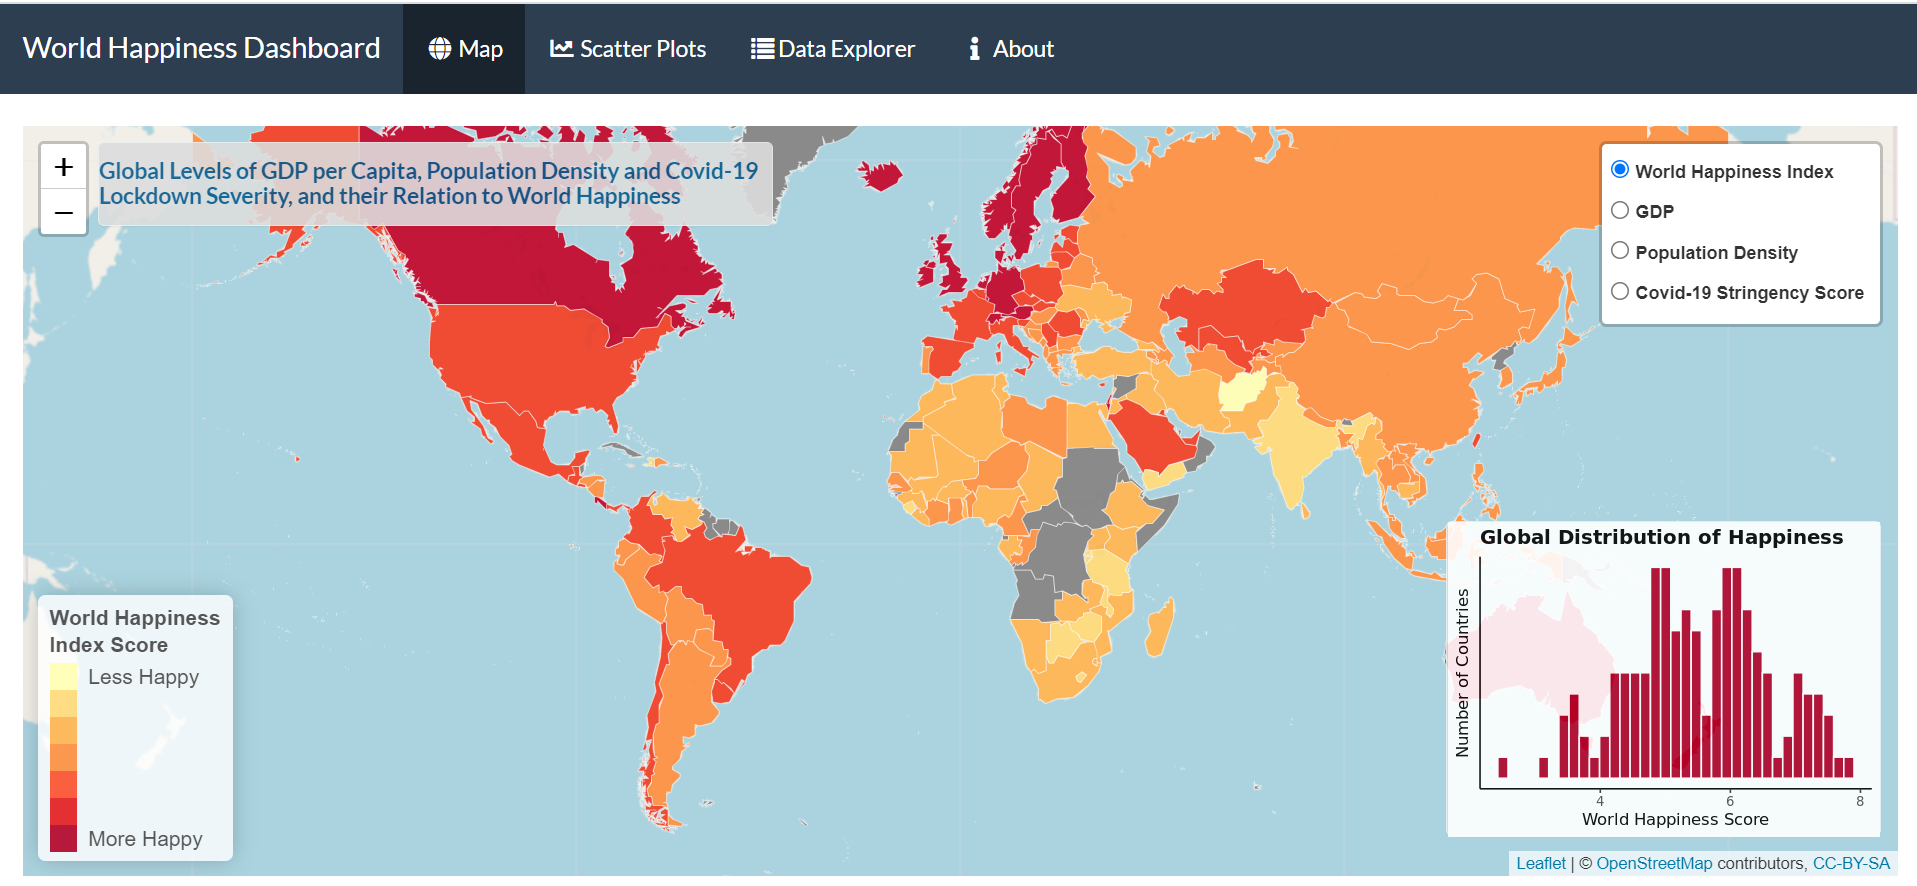 World Happiness Dashboard
Map
Scatter Plots
Data Explorer
About
+
−
Global Levels of GDP per Capita, Population Density and Covid-19
Lockdown Severity, and their Relation to World Happiness
World Happiness Index
GDP
Population Density
Covid-19 Stringency Score
World Happiness
Index Score
Less Happy
More Happy
Global Distribution of Happiness
Number of Countries
4 6 8
World Happiness Score
Leaflet | © OpenStreetMap contributors, CC-BY-SA